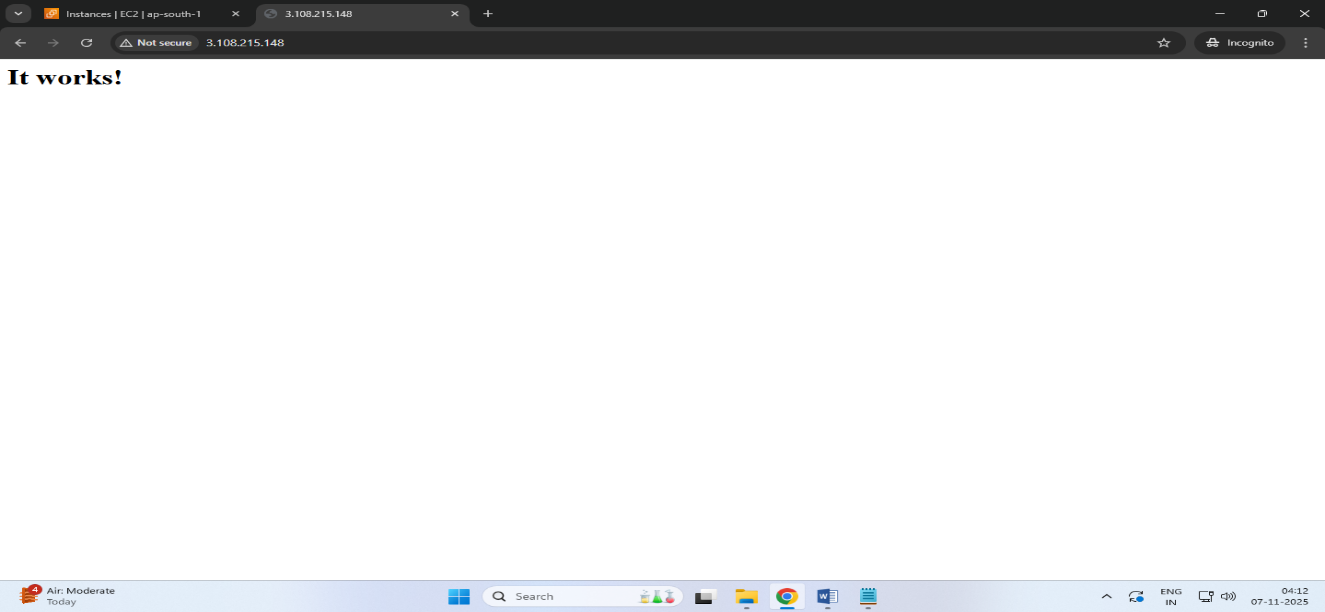 Instances | EC2 | ap-south-1
3.108.215.148
Not secure
3.108.215.148
Incognito
It works!
4
Air: Moderate
Today
Search
W
ENG
IN
04:12
07-11-2025